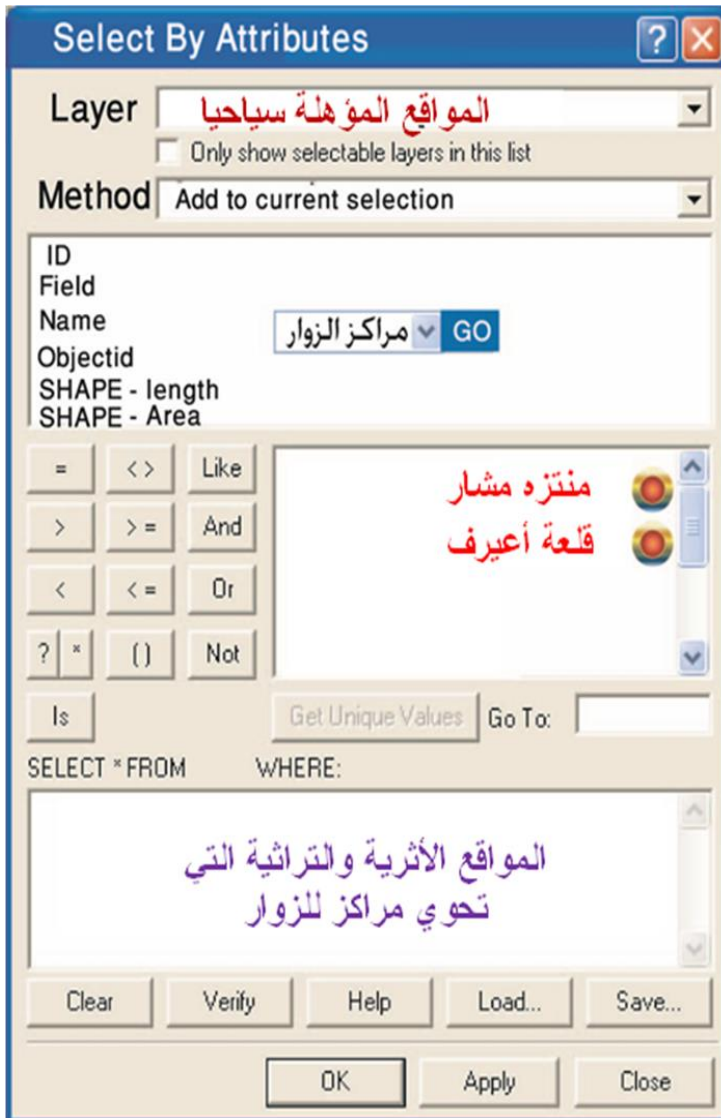 Select By Attributes ? X
Layer المواقع المؤهلة سياحيا
Only show selectable layers in this list
Method Add to current selection
ID
Field
Name
مراكز الزوار GO
Objectid
SHAPE - length
SHAPE - Area
= < > Like
منتزه مشار
> > = And
قلعة أعيرف
< < = Or
? * ( ) Not
Is Get Unique Values Go To:
SELECT * FROM WHERE:
المواقع الأثرية والتراثية التي
تحوي مراكز للزوار
Clear Verify Help Load... Save...
OK Apply Close